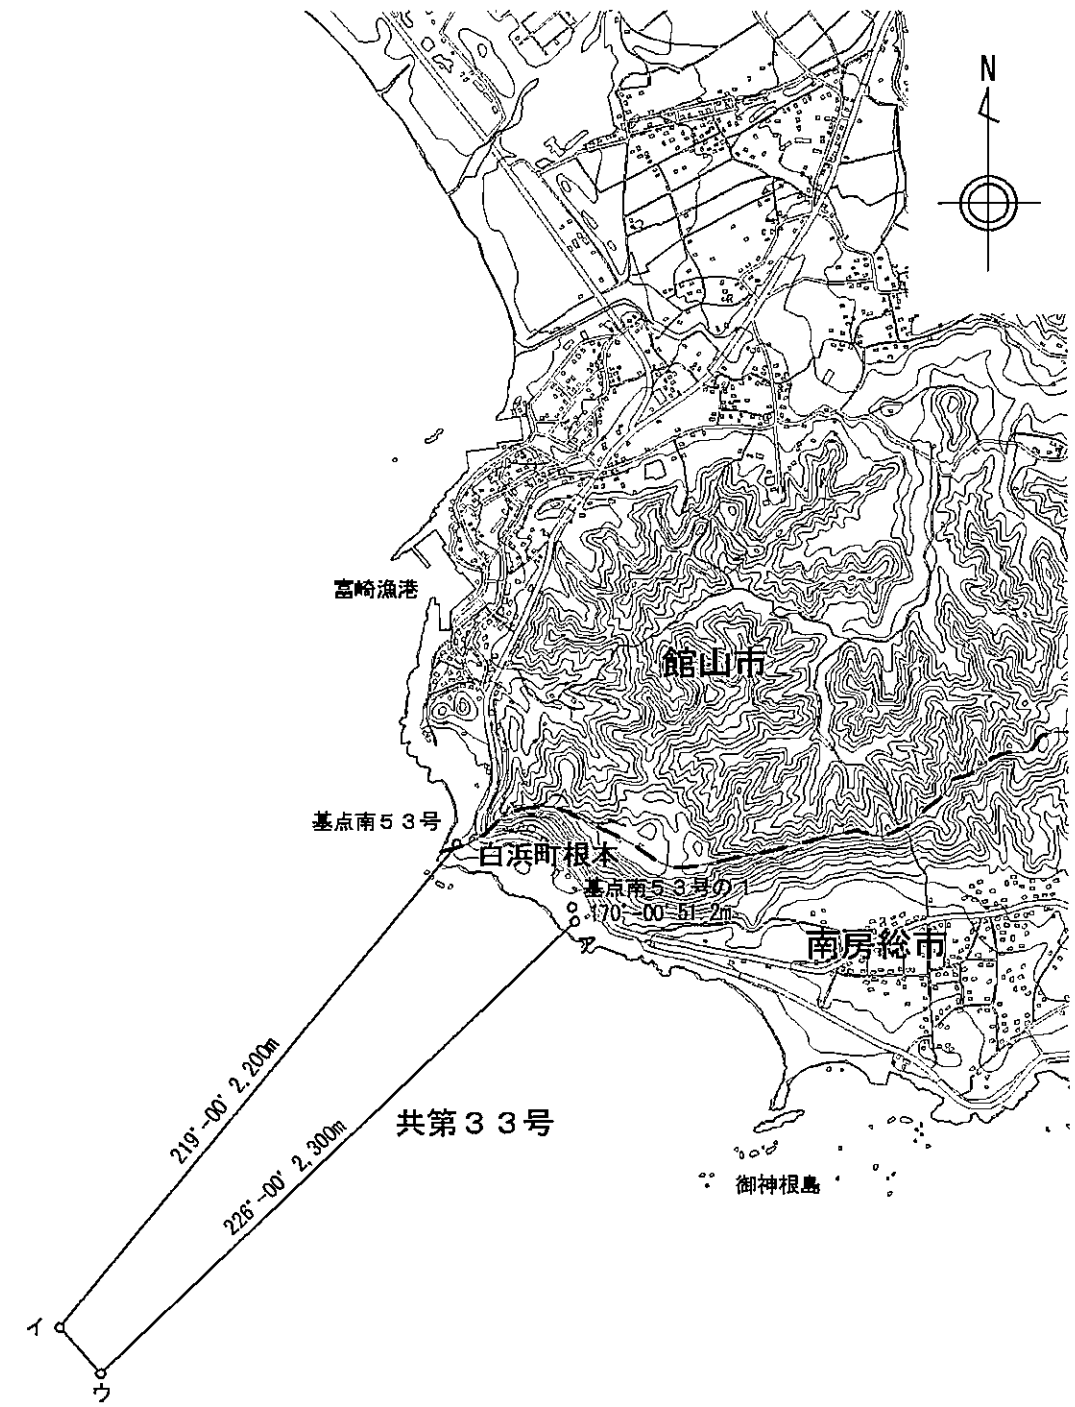 N
富崎漁港
館山市
基点南53号
白浜町根本
基点南53号の1
170°-00′ 51.2m
ア
南房総市
219°-00′ 2,200m
226°-00′ 2,300m
共第33号
御神根島
イ
ウ